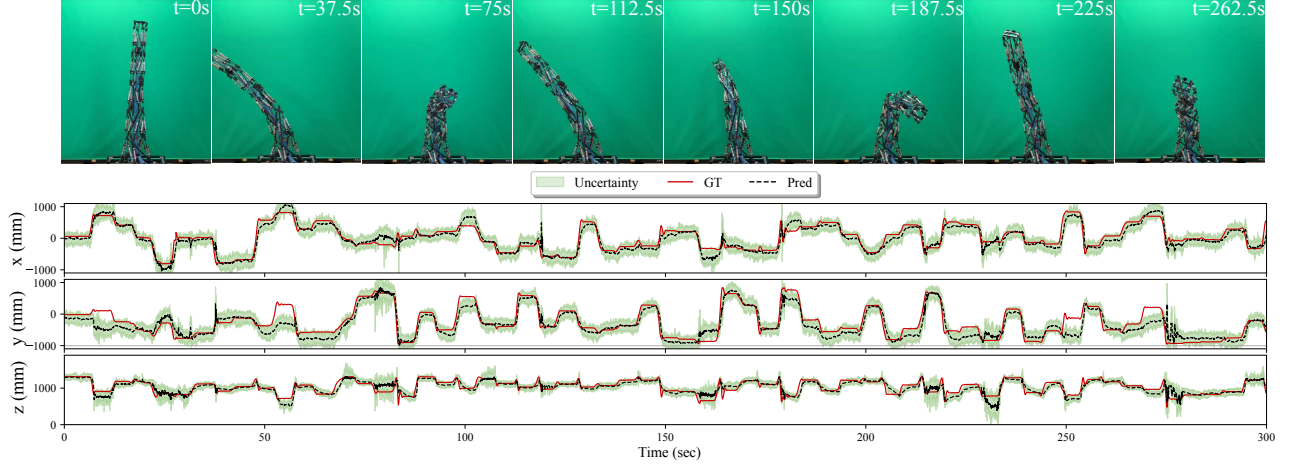 t=0s t=37.5s t=75s t=112.5s t=150s t=187.5s t=225s t=262.5s
Uncertainty GT Pred
x (mm)
1000
0
−1000
y (mm)
1000
0
−1000
z (mm)
1000
0
0 50 100 150 200 250 300
Time (sec)